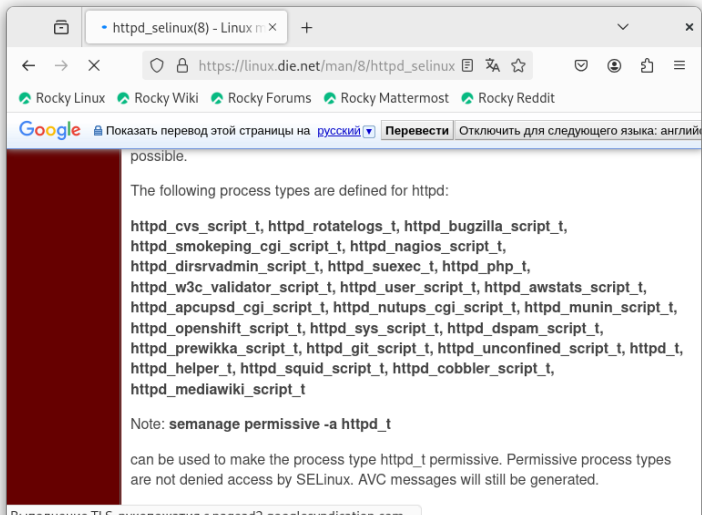 httpd_selinux(8) - Linux m
https://linux.die.net/man/8/httpd_selinux
Rocky Linux Rocky Wiki Rocky Forums Rocky Mattermost Rocky Reddit
Google Показать перевод этой страницы на русский Перевести Отключить для следующего языка: англий
possible.
The following process types are defined for httpd:
httpd_cvs_script_t, httpd_rotatelogs_t, httpd_bugzilla_script_t,
httpd_smokeping_cgi_script_t, httpd_nagios_script_t,
httpd_dirsrvadmin_script_t, httpd_suexec_t, httpd_php_t,
httpd_w3c_validator_script_t, httpd_user_script_t, httpd_awstats_script_t,
httpd_apcupsd_cgi_script_t, httpd_nutups_cgi_script_t, httpd_munin_script_t,
httpd_openshift_script_t, httpd_sys_script_t, httpd_dspam_script_t,
httpd_prewikka_script_t, httpd_git_script_t, httpd_unconfined_script_t, httpd_t,
httpd_helper_t, httpd_squid_script_t, httpd_cobbler_script_t,
httpd_mediawiki_script_t
Note: semanage permissive -a httpd_t
can be used to make the process type httpd_t permissive. Permissive process types
are not denied access by SELinux. AVC messages will still be generated.